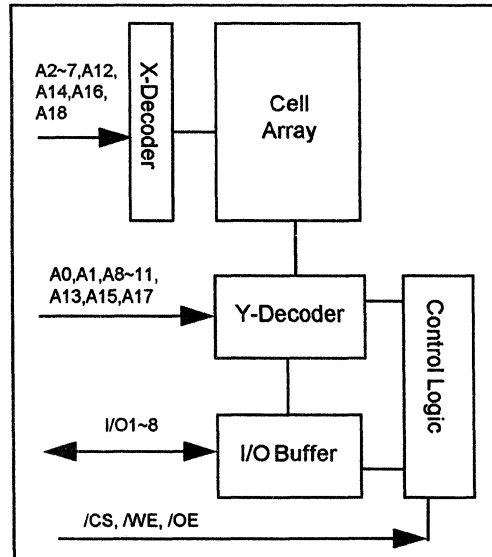 A2~7,A12,
A14,A16,
A18
X-Decoder
Cell
Array
A0,A1,A8~11,
A13,A15,A17
Y-Decoder
Control Logic
I/O1~8
I/O Buffer
/CS, /WE, /OE